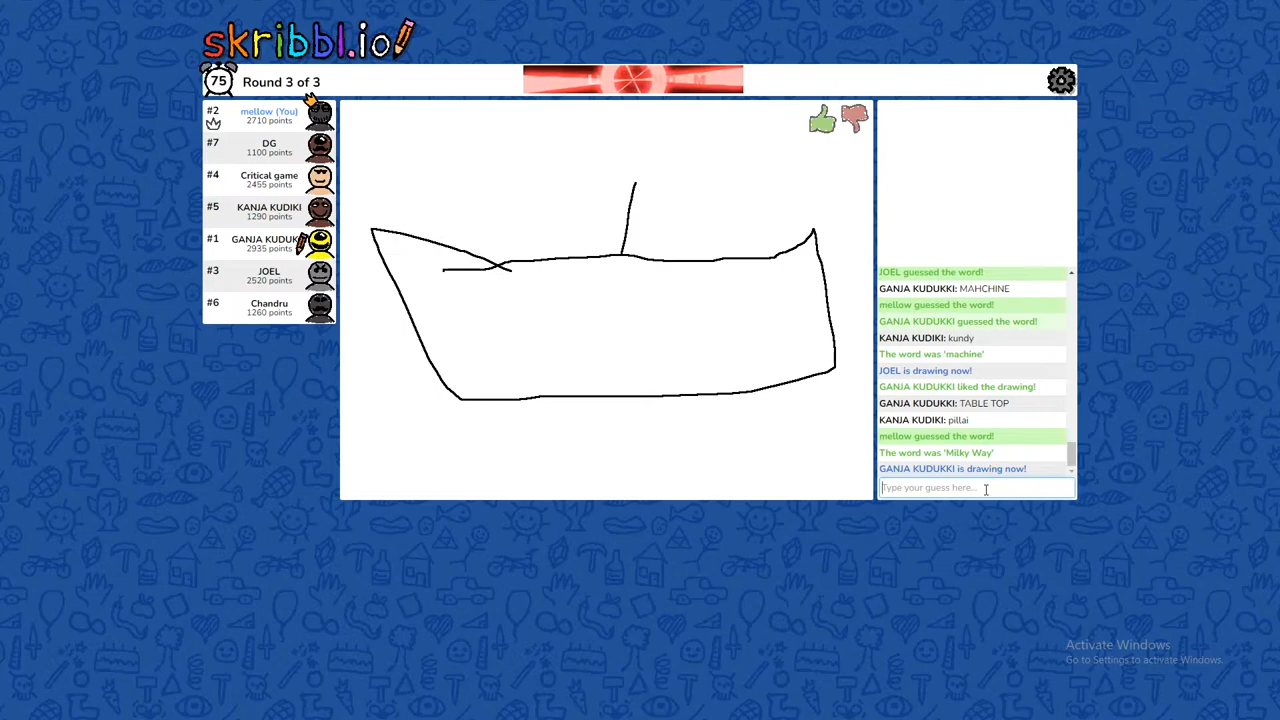 skribbl.io
75
Round 3 of 3
#2
mellow (You)
2710 points
#7
DG
1100 points
#4
Critical game
2455 points
#5
KANJA KUDIKI
1290 points
#1
GANJA KUDUK
2935 points
#3
JOEL
2520 points
#6
Chandru
1260 points
JOEL guessed the word!
GANJA KUDUKKI: MAHCHINE
mellow guessed the word!
GANJA KUDUKKI guessed the word!
KANJA KUDIKI: kundy
The word was 'machine'
JOEL is drawing now!
GANJA KUDUKKI liked the drawing!
GANJA KUDUKKI: TABLE TOP
KANJA KUDIKI: pillai
mellow guessed the word!
The word was 'Milky Way'
GANJA KUDUKKI is drawing now!
Type your guess here...
Activate Windows
Go to Settings to activate Windows.